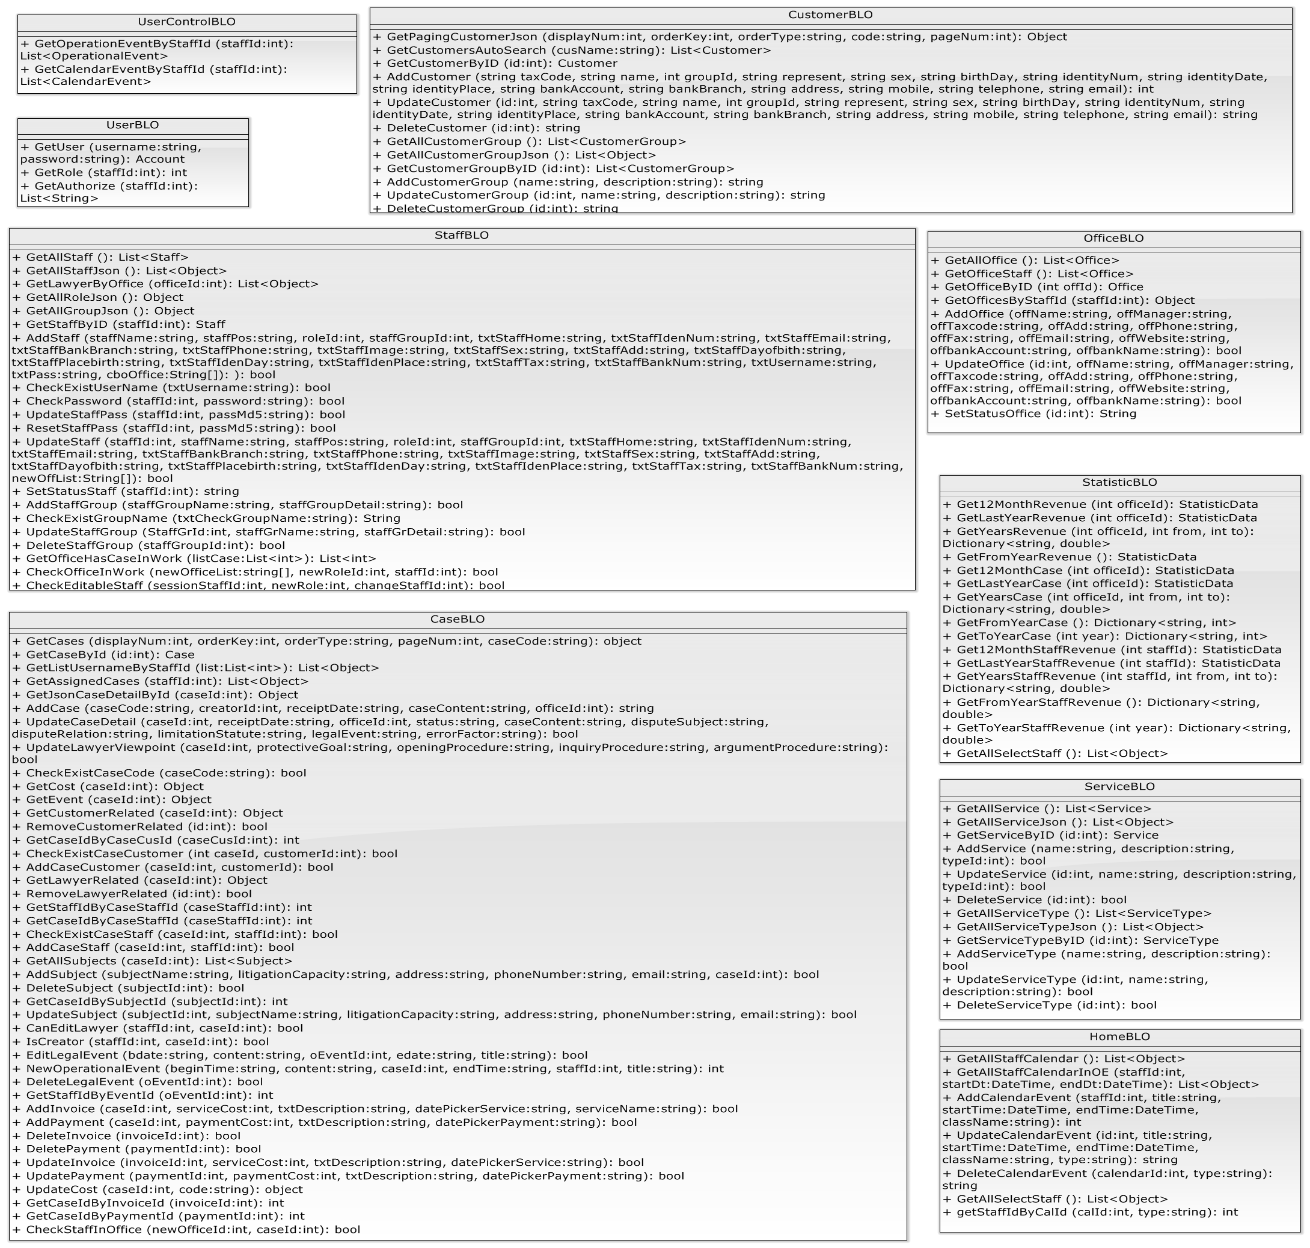 UserControlBLO
+ GetOperationEventByStaffId (staffId:int):
List<OperationalEvent>
+ GetCalendarEventByStaffId (staffId:int):
List<CalendarEvent>
UserBLO
+ GetUser (username:string,
password:string): Account
+ GetRole (staffId:int): int
+ GetAuthorize (staffId:int):
List<String>
CustomerBLO
+ GetPagingCustomerJson (displayNum:int, orderKey:int, orderType:string, code:string, pageNum:int): Object
+ GetCustomersAutoSearch (cusName:string): List<Customer>
+ GetCustomerByID (id:int): Customer
+ AddCustomer (string taxCode, string name, int groupId, string represent, string sex, string birthDay, string identityNum, string identityDate,
string identityPlace, string bankAccount, string bankBranch, string address, string mobile, string telephone, string email): int
+ UpdateCustomer (id:int, string taxCode, string name, int groupId, string represent, string sex, string birthDay, string identityNum, string
identityDate, string identityPlace, string bankAccount, string bankBranch, string address, string mobile, string telephone, string email): string
+ DeleteCustomer (id:int): string
+ GetAllCustomerGroup (): List<CustomerGroup>
+ GetAllCustomerGroupJson (): List<Object>
+ GetCustomerGroupByID (id:int): List<CustomerGroup>
+ AddCustomerGroup (name:string, description:string): string
+ UpdateCustomerGroup (id:int, name:string, description:string): string
+ DeleteCustomerGroup (id:int): string
StaffBLO
+ GetAllStaff (): List<Staff>
+ GetAllStaffJson (): List<Object>
+ GetLawyerByOffice (officeId:int): List<Object>
+ GetAllRoleJson (): Object
+ GetAllGroupJson (): Object
+ GetStaffByID (staffId:int): Staff
+ AddStaff (staffName:string, staffPos:string, roleId:int, staffGroupId:int, txtStaffHome:string, txtStaffIdenNum:string, txtStaffEmail:string,
txtStaffBankBranch:string, txtStaffPhone:string, txtStaffImage:string, txtStaffSex:string, txtStaffAdd:string, txtStaffDayofbith:string,
txtStaffPlacebirth:string, txtStaffIdenDay:string, txtStaffIdenPlace:string, txtStaffTax:string, txtStaffBankNum:string, txtUsername:string,
txtPass:string, cboOffice:String[]): ): bool
+ CheckExistUserName (txtUsername:string): bool
+ CheckPassword (staffId:int, password:string): bool
+ UpdateStaffPass (staffId:int, passMd5:string): bool
+ ResetStaffPass (staffId:int, passMd5:string): bool
+ UpdateStaff (staffId:int, staffName:string, staffPos:string, roleId:int, staffGroupId:int, txtStaffHome:string, txtStaffIdenNum:string,
txtStaffEmail:string, txtStaffBankBranch:string, txtStaffPhone:string, txtStaffImage:string, txtStaffSex:string, txtStaffAdd:string,
txtStaffDayofbith:string, txtStaffPlacebirth:string, txtStaffIdenDay:string, txtStaffIdenPlace:string, txtStaffTax:string, txtStaffBankNum:string,
newOffList:String[]): bool
+ SetStatusStaff (staffId:int): string
+ AddStaffGroup (staffGroupName:string, staffGroupDetail:string): bool
+ CheckExistGroupName (txtCheckGroupName:string): String
+ UpdateStaffGroup (StaffGrId:int, staffGrName:string, staffGrDetail:string): bool
+ DeleteStaffGroup (staffGroupId:int): bool
+ GetOfficeHasCaseInWork (listCase:List<int>): List<int>
+ CheckOfficeInWork (newOfficeList:string[], newRoleId:int, staffId:int): bool
+ CheckEditableStaff (sessionStaffId:int, newRole:int, changeStaffId:int): bool
OfficeBLO
+ GetAllOffice (): List<Office>
+ GetOfficeStaff (): List<Office>
+ GetOfficeByID (int offId): Office
+ GetOfficesByStaffId (staffId:int): Object
+ AddOffice (offName:string, offManager:string,
offTaxcode:string, offAdd:string, offPhone:string,
offFax:string, offEmail:string, offWebsite:string,
offbankAccount:string, offbankName:string): bool
+ UpdateOffice (id:int, offName:string, offManager:string,
offTaxcode:string, offAdd:string, offPhone:string,
offFax:string, offEmail:string, offWebsite:string,
offbankAccount:string, offbankName:string): bool
+ SetStatusOffice (id:int): String
StatisticBLO
+ Get12MonthRevenue (int officeId): StatisticData
+ GetLastYearRevenue (int officeId): StatisticData
+ GetYearsRevenue (int officeId, int from, int to):
Dictionary<string, double>
+ GetFromYearRevenue (): StatisticData
+ Get12MonthCase (int officeId): StatisticData
+ GetLastYearCase (int officeId): StatisticData
+ GetYearsCase (int officeId, int from, int to):
Dictionary<string, double>
+ GetFromYearCase (): Dictionary<string, int>
+ GetToYearCase (int year): Dictionary<string, int>
+ Get12MonthStaffRevenue (int staffId): StatisticData
+ GetLastYearStaffRevenue (int staffId): StatisticData
+ GetYearsStaffRevenue (int staffId, int from, int to):
Dictionary<string, double>
+ GetFromYearStaffRevenue (): Dictionary<string,
double>
+ GetToYearStaffRevenue (int year): Dictionary<string,
double>
+ GetAllSelectStaff (): List<Object>
CaseBLO
+ GetCases (displayNum:int, orderKey:int, orderType:string, pageNum:int, caseCode:string): object
+ GetCaseById (id:int): Case
+ GetListUsernameByStaffId (list:List<int>): List<Object>
+ GetAssignedCases (staffId:int): List<Object>
+ GetJsonCaseDetailById (caseId:int): Object
+ AddCase (caseCode:string, creatorId:int, receiptDate:string, caseContent:string, officeId:int): string
+ UpdateCaseDetail (caseId:int, receiptDate:string, officeId:int, status:string, caseContent:string, disputeSubject:string,
disputeRelation:string, limitationStatute:string, legalEvent:string, errorFactor:string): bool
+ UpdateLawyerViewpoint (caseId:int, protectiveGoal:string, openingProcedure:string, inquiryProcedure:string, argumentProcedure:string):
bool
+ CheckExistCaseCode (caseCode:string): bool
+ GetCost (caseId:int): Object
+ GetEvent (caseId:int): Object
+ GetCustomerRelated (caseId:int): Object
+ RemoveCustomerRelated (id:int): bool
+ GetCaseIdByCaseCusId (caseCusId:int): int
+ CheckExistCaseCustomer (int caseId, customerId:int): bool
+ AddCaseCustomer (caseId:int, customerId): bool
+ GetLawyerRelated (caseId:int): Object
+ RemoveLawyerRelated (id:int): bool
+ GetStaffIdByCaseStaffId (caseStaffId:int): int
+ GetCaseIdByCaseStaffId (caseStaffId:int): int
+ CheckExistCaseStaff (caseId:int, staffId:int): bool
+ AddCaseStaff (caseId:int, staffId:int): bool
+ GetAllSubjects (caseId:int): List<Subject>
+ AddSubject (subjectName:string, litigationCapacity:string, address:string, phoneNumber:string, email:string, caseId:int): bool
+ DeleteSubject (subjectId:int): bool
+ GetCaseIdBySubjectId (subjectId:int): int
+ UpdateSubject (subjectId:int, subjectName:string, litigationCapacity:string, address:string, phoneNumber:string, email:string): bool
+ CanEditLawyer (staffId:int, caseId:int): bool
+ IsCreator (staffId:int, caseId:int): bool
+ EditLegalEvent (bdate:string, content:string, oEventId:int, edate:string, title:string): bool
+ NewOperationalEvent (beginTime:string, content:string, caseId:int, endTime:string, staffId:int, title:string): int
+ DeleteLegalEvent (oEventId:int): bool
+ GetStaffIdByEventId (oEventId:int): int
+ AddInvoice (caseId:int, serviceCost:int, txtDescription:string, datePickerService:string, serviceName:string): bool
+ AddPayment (caseId:int, paymentCost:int, txtDescription:string, datePickerPayment:string): bool
+ DeleteInvoice (invoiceId:int): bool
+ DeletePayment (paymentId:int): bool
+ UpdateInvoice (invoiceId:int, serviceCost:int, txtDescription:string, datePickerService:string): bool
+ UpdatePayment (paymentId:int, paymentCost:int, txtDescription:string, datePickerPayment:string): bool
+ UpdateCost (caseId:int, code:string): object
+ GetCaseIdByInvoiceId (invoiceId:int): int
+ GetCaseIdByPaymentId (paymentId:int): int
+ CheckStaffInOffice (newOfficeId:int, caseId:int): bool
ServiceBLO
+ GetAllService (): List<Service>
+ GetAllServiceJson (): List<Object>
+ GetServiceByID (id:int): Service
+ AddService (name:string, description:string,
typeId:int): bool
+ UpdateService (id:int, name:string, description:string,
typeId:int): bool
+ DeleteService (id:int): bool
+ GetAllServiceType (): List<ServiceType>
+ GetAllServiceTypeJson (): List<Object>
+ GetServiceTypeByID (id:int): ServiceType
+ AddServiceType (name:string, description:string):
bool
+ UpdateServiceType (id:int, name:string,
description:string): bool
+ DeleteServiceType (id:int): bool
HomeBLO
+ GetAllStaffCalendar (): List<Object>
+ GetAllStaffCalendarInOE (staffId:int,
startDt:DateTime, endDt:DateTime): List<Object>
+ AddCalendarEvent (staffId:int, title:string,
startTime:DateTime, endTime:DateTime,
className:string): int
+ UpdateCalendarEvent (id:int, title:string,
startTime:DateTime, endTime:DateTime,
className:string, type:string): string
+ DeleteCalendarEvent (calendarId:int, type:string):
string
+ GetAllSelectStaff (): List<Object>
+ getStaffIdByCalId (calId:int, type:string): int